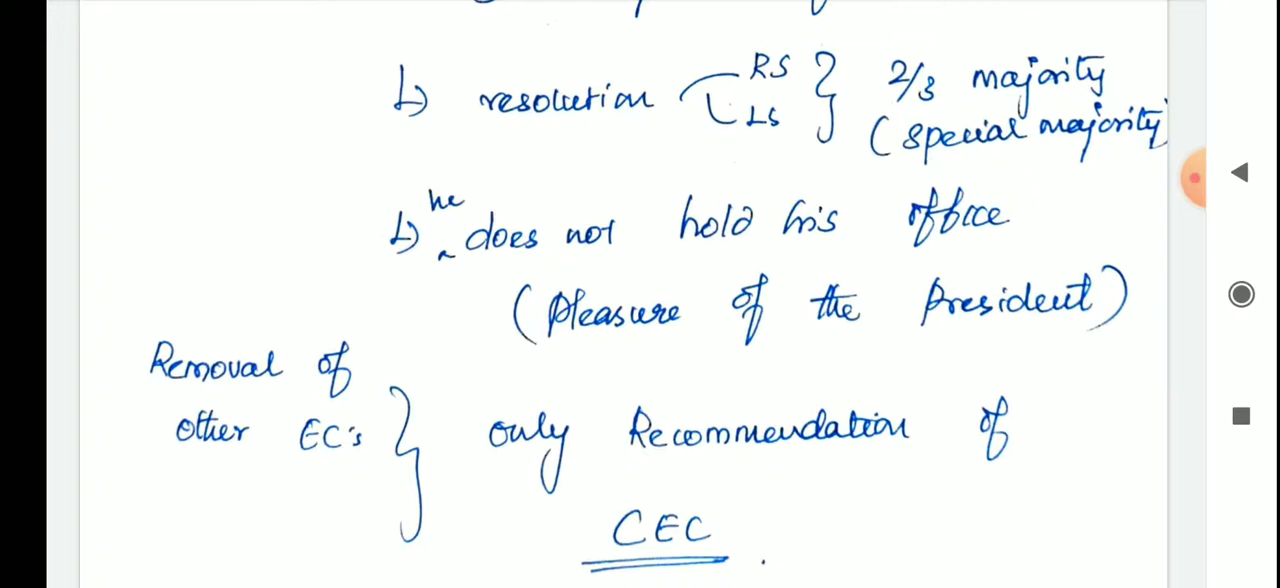 ↳ resolution RS LS } 2/3 majority
(special majority)
↳ he does not hold his office
(pleasure of the president)
Removal of
other EC's } only Recommendation of
CEC.